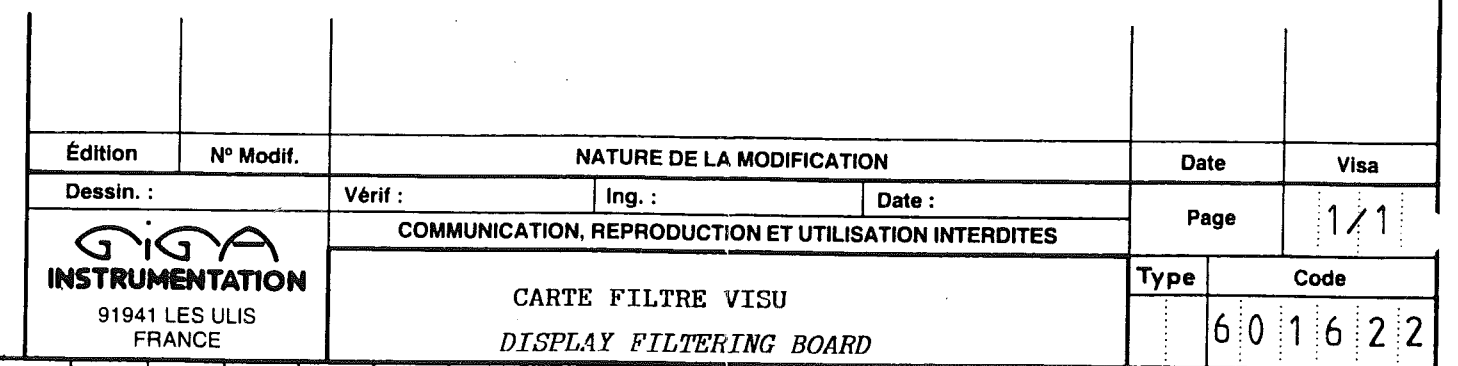 Édition Nº Modif. NATURE DE LA MODIFICATION Date Visa
Dessin. : Vérif : Ing. : Date : Page 1/1
COMMUNICATION, REPRODUCTION ET UTILISATION INTERDITES
GiGA
INSTRUMENTATION
91941 LES ULIS
FRANCE
CARTE FILTRE VISU
DISPLAY FILTERING BOARD
Type Code
601622